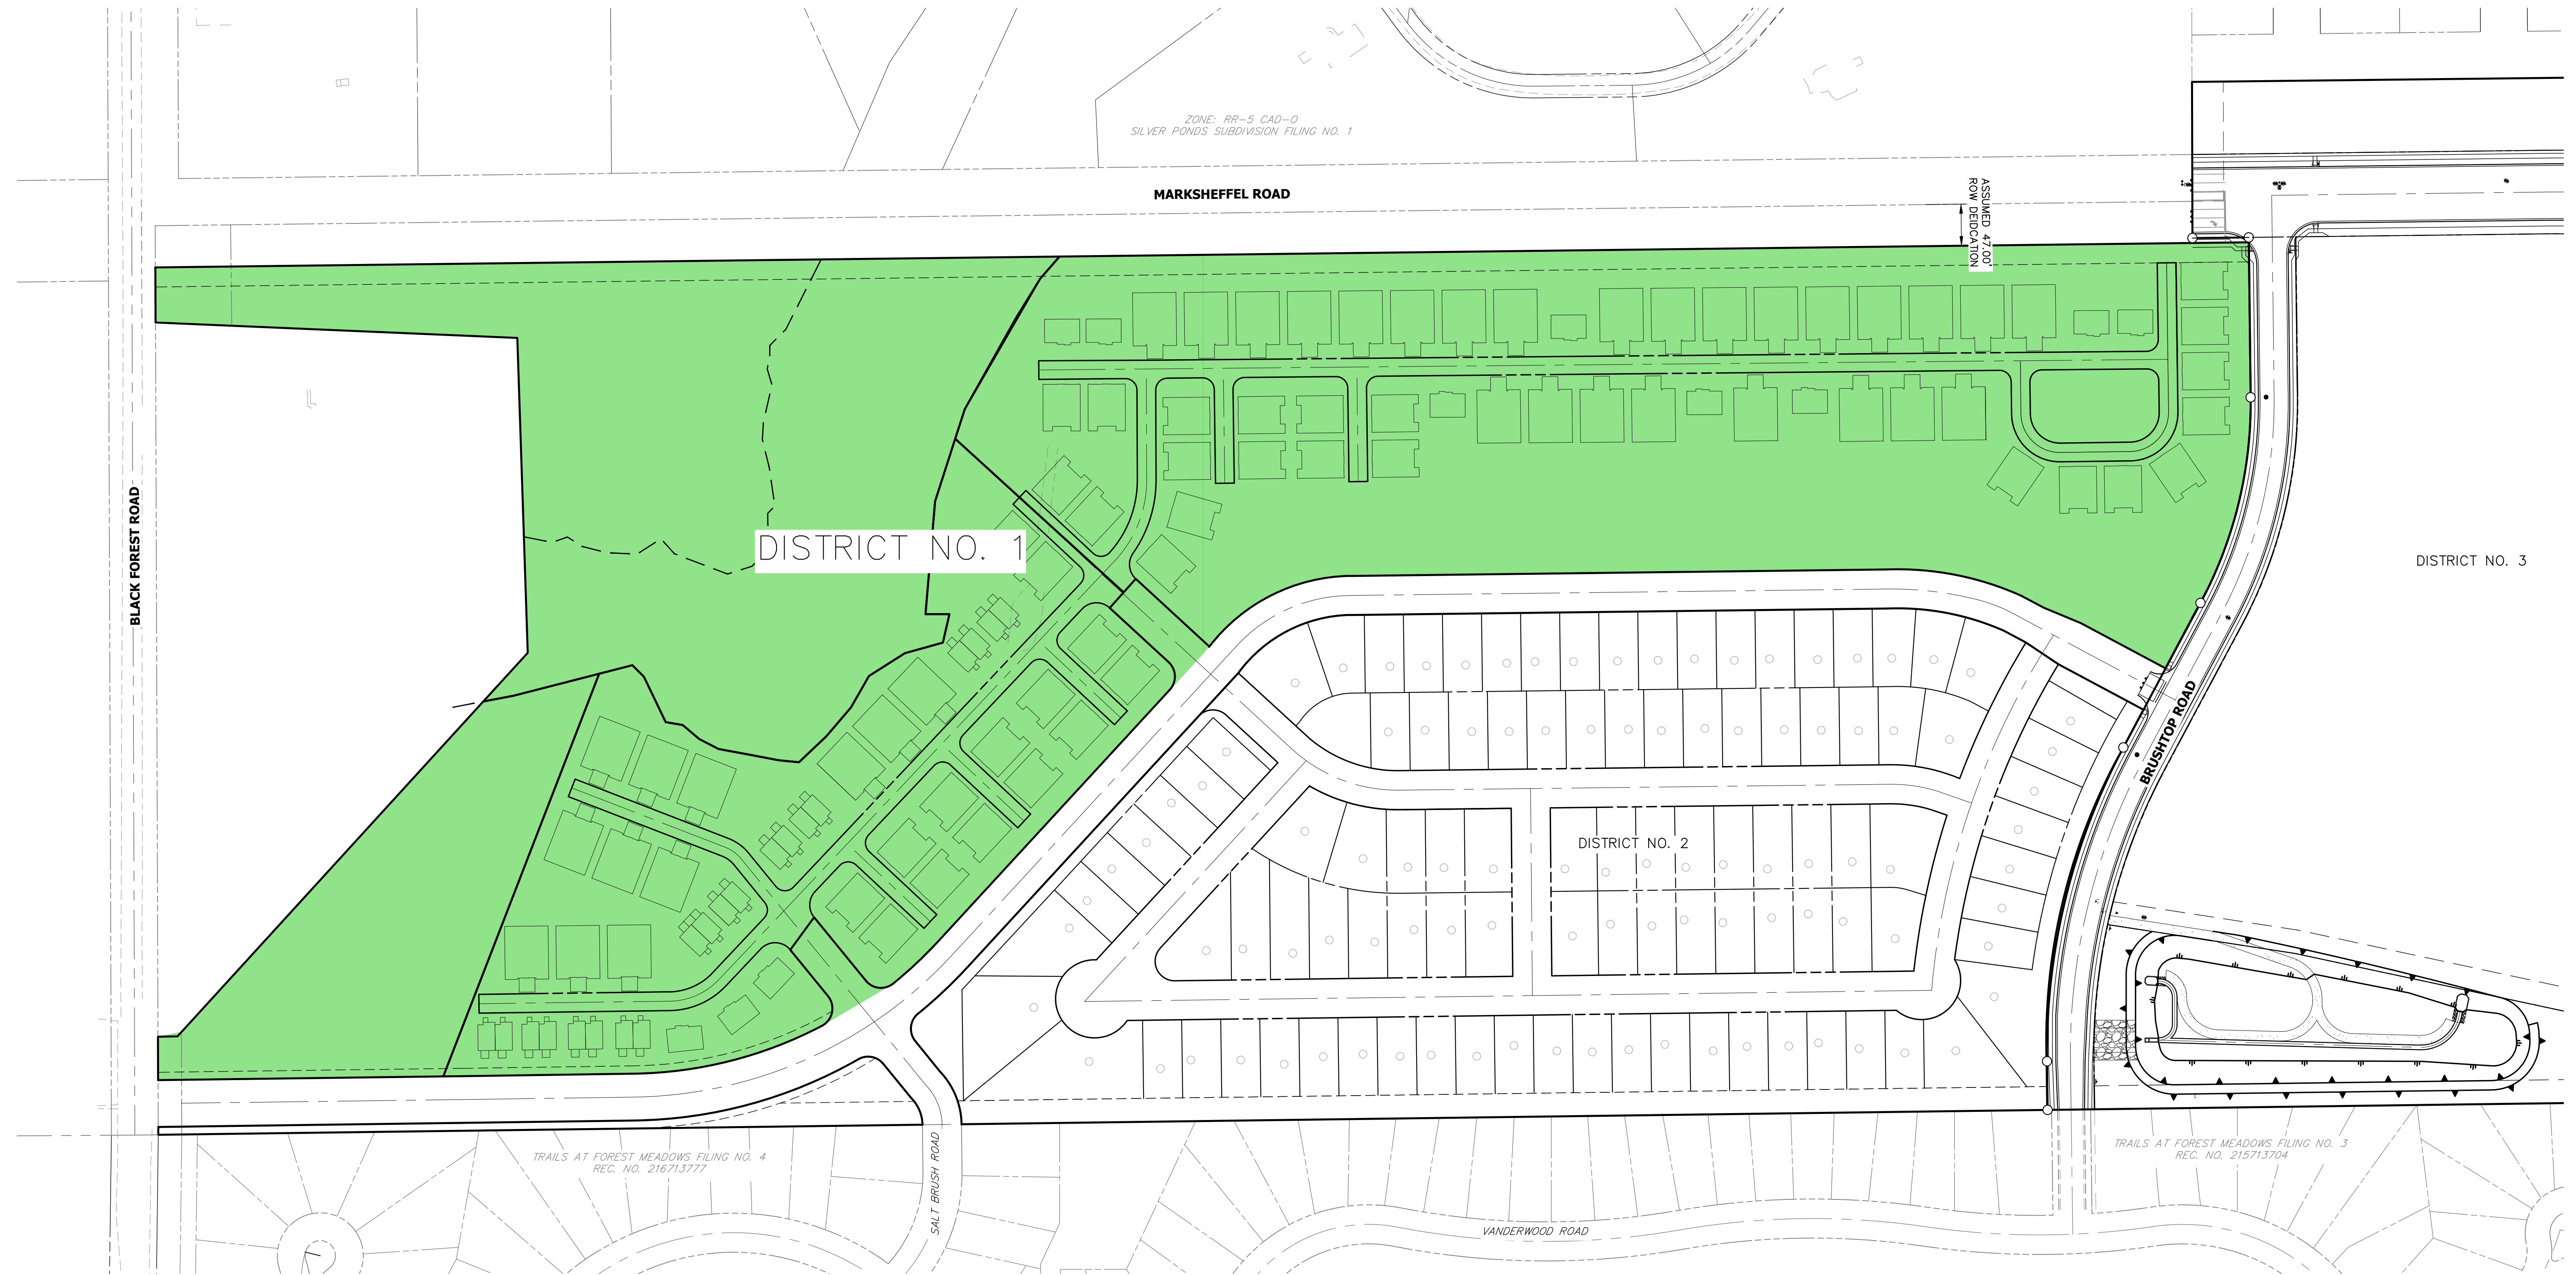 ZONE: RR-5 CAD-O
SILVER PONDS SUBDIVISION FILING NO. 1
MARKSHEFFEL ROAD
ASSUMED 47.00'
ROW DEIDCATION
BLACK FOREST ROAD
DISTRICT NO. 1
DISTRICT NO. 3
BRUSHTOP ROAD
DISTRICT NO. 2
TRAILS AT FOREST MEADOWS FILING NO. 4
REC. NO. 216713777
SALT BRUSH ROAD
TRAILS AT FOREST MEADOWS FILING NO. 3
REC. NO. 215713704
VANDERWOOD ROAD